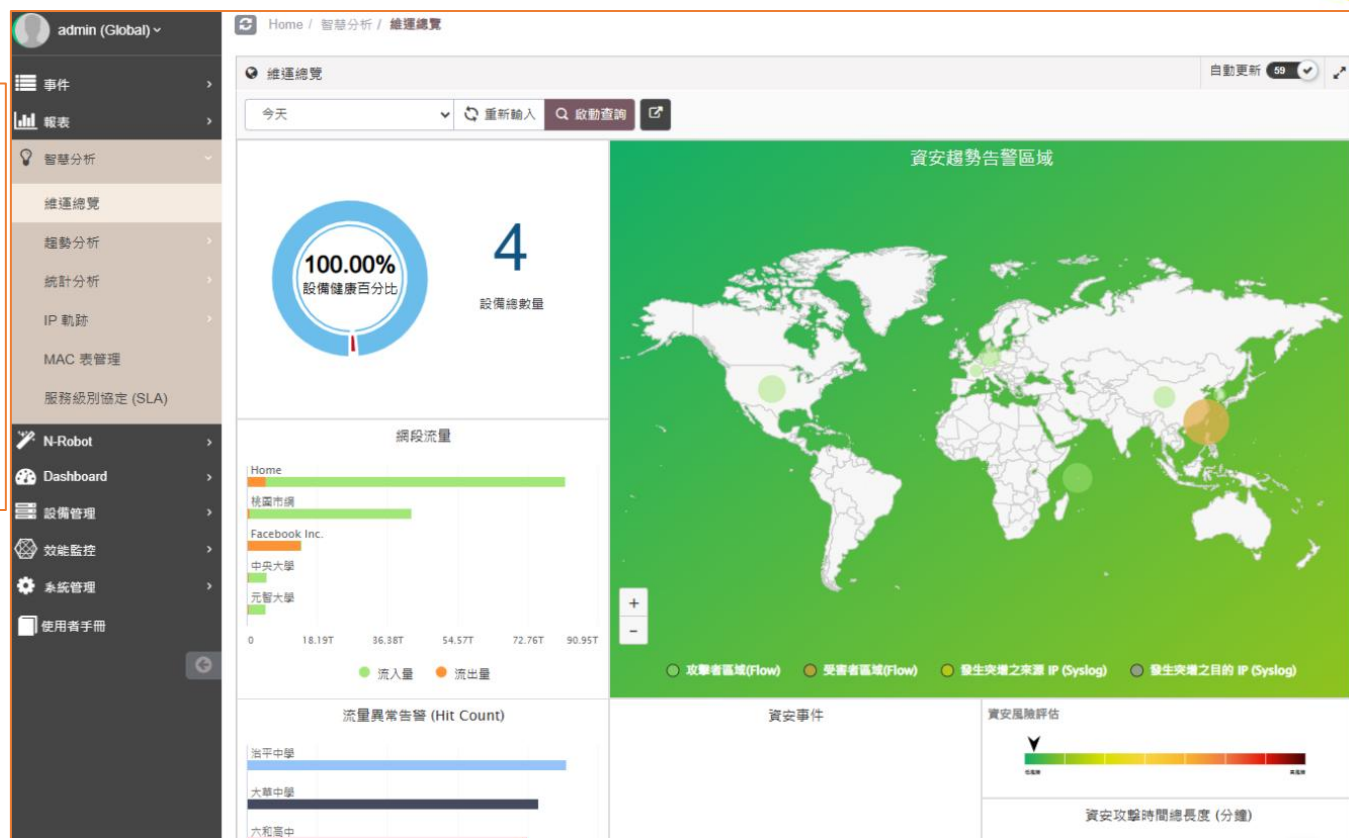 admin (Global)
Home / 智慧分析 / 維運總覽
事件
報表
智慧分析
維運總覽
趨勢分析
統計分析
IP 軌跡
MAC 表管理
服務級別協定 (SLA)
N-Robot
Dashboard
設備管理
效能監控
系統管理
使用者手冊
維運總覽
自動更新 59
今天
重新輸入
啟動查詢
100.00%
設備健康百分比
4
設備總數量
資安趨勢告警區域
+
−
攻擊者區域(Flow)
受害者區域(Flow)
發生突增之來源 IP (Syslog)
發生突增之目的 IP (Syslog)
網段流量
Home
桃園市網
Facebook Inc.
中央大學
元智大學
0 18.19T 36.38T 54.57T 72.76T 90.95T
流入量 流出量
流量異常告警 (Hit Count)
治平中學
大華中學
六和高中
資安事件
資安風險評估
低風險 高風險
資安攻擊時間總長度 (分鐘)